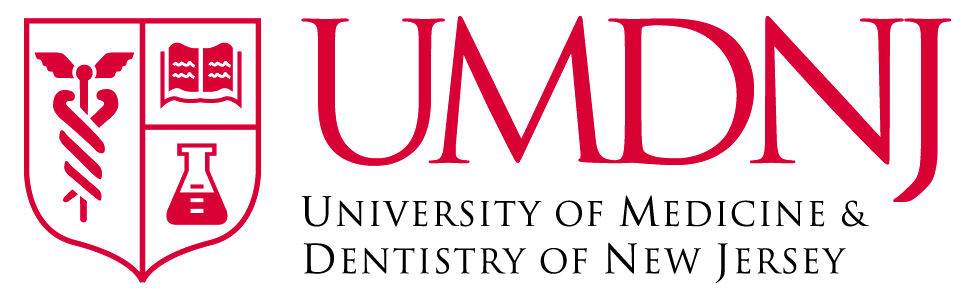 UMDNJ
University of Medicine &
Dentistry of New Jersey